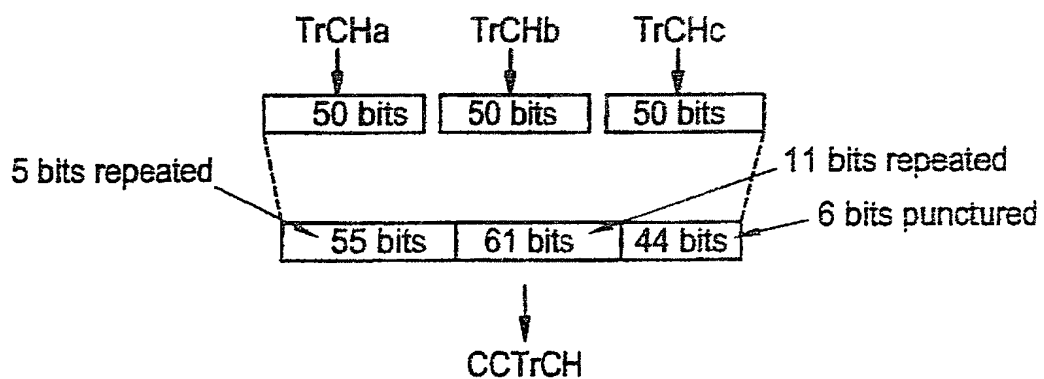 TrCHa TrCHb TrCHc
50 bits 50 bits 50 bits
5 bits repeated
11 bits repeated
6 bits punctured
55 bits 61 bits 44 bits
CCTrCH